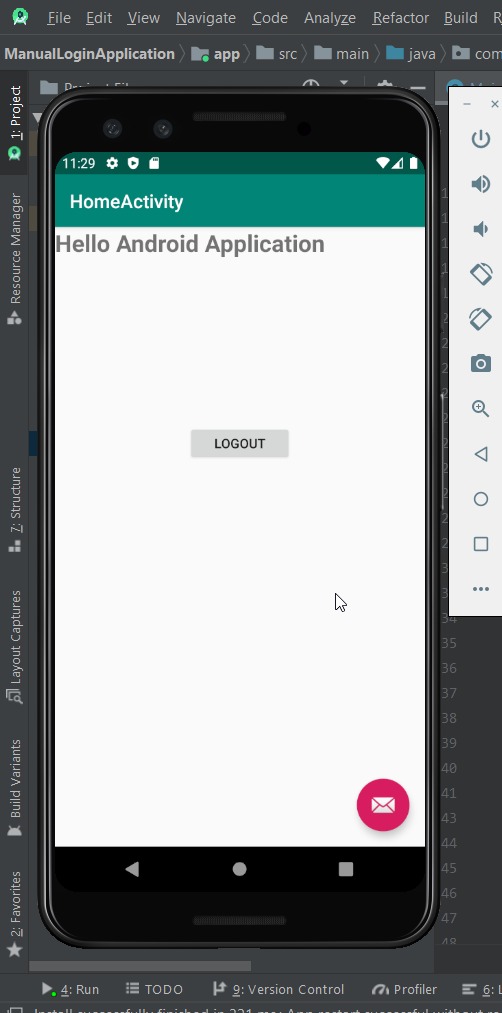 File Edit View Navigate Code Analyze Refactor Build
ManualLoginApplication app src main java com
1: Project
Resource Manager
7: Structure
Layout Captures
Build Variants
2: Favorites
11:29
HomeActivity
Hello Android Application
LOGOUT
34
35
36
37
38
39
40
41
43
44
45
46
47
48
4: Run TODO 9: Version Control Profiler 6: L